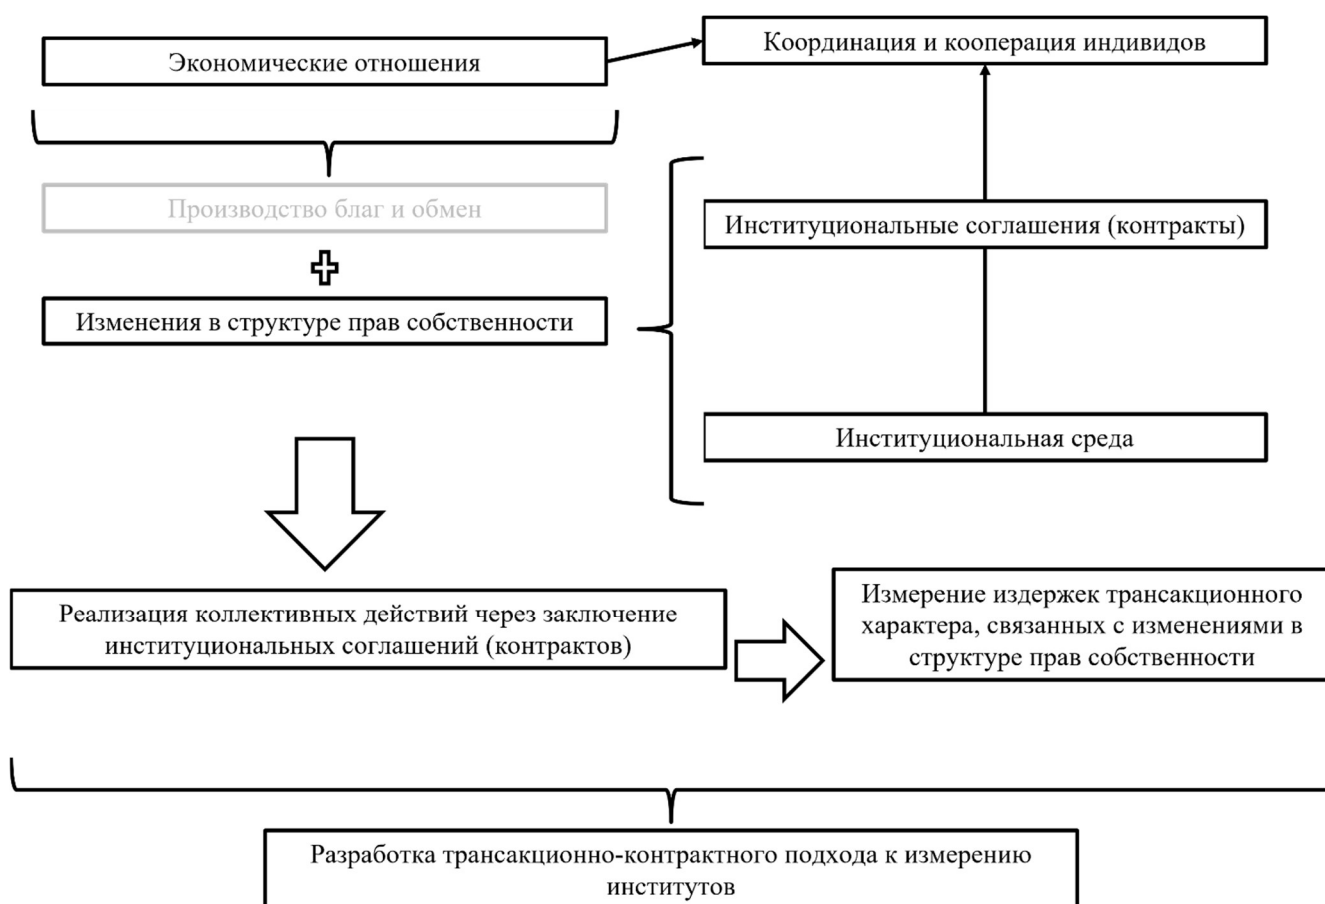 Экономические отношения
Координация и кооперация индивидов
Производство благ и обмен
Институциональные соглашения (контракты)
Изменения в структуре прав собственности
Институциональная среда
Реализация коллективных действий через заключение
институциональных соглашений (контрактов)
Измерение издержек трансакционного
характера, связанных с изменениями в
структуре прав собственности
Разработка трансакционно-контрактного подхода к измерению
институтов